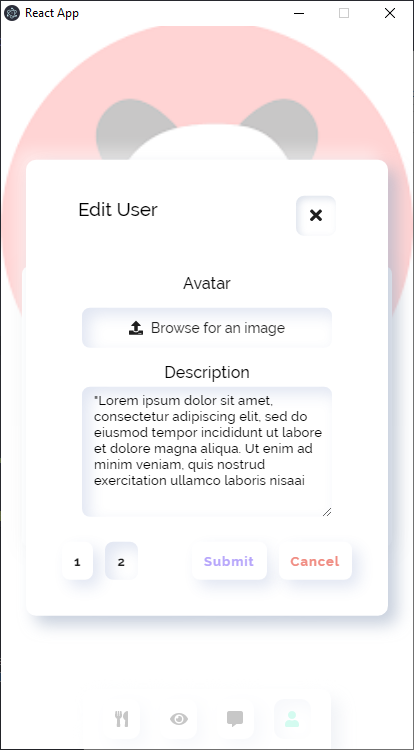 React App
Edit User
Avatar
Browse for an image
Description
"Lorem ipsum dolor sit amet,
consectetur adipiscing elit, sed do
eiusmod tempor incididunt ut labore
et dolore magna aliqua. Ut enim ad
minim veniam, quis nostrud
exercitation ullamco laboris nisaai
1 2 Submit Cancel